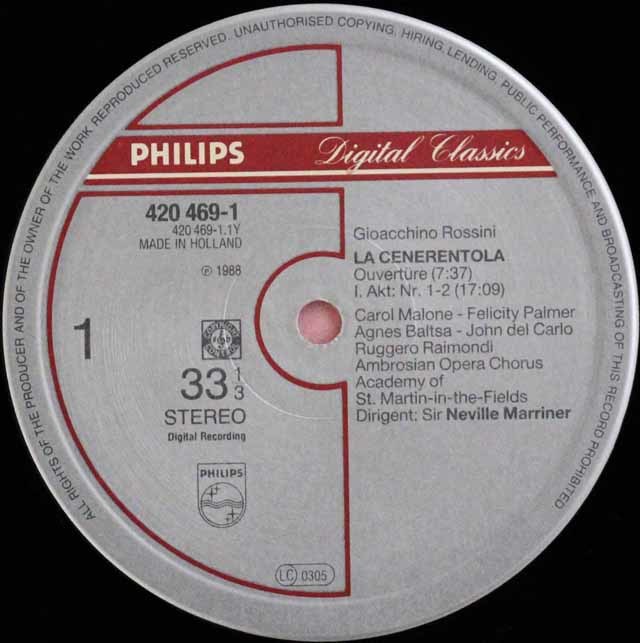 ALL RIGHTS OF THE PRODUCER AND OF THE OWNER OF THE WORK REPRODUCED RESERVED. UNAUTHORISED COPYING, HIRING, LENDING, PUBLIC PERFORMANCE AND BROADCASTING OF THIS RECORD PROHIBITED
PHILIPS Digital Classics
420 469-1
420 469-1.1Y
MADE IN HOLLAND
℗ 1988
1
33 1/3
STEREO
Digital Recording
PHILIPS
LC 0305
Gioacchino Rossini
LA CENERENTOLA
Ouvertüre (7:37)
I. Akt: Nr. 1-2 (17:09)
Carol Malone - Felicity Palmer
Agnes Baltsa - John del Carlo
Ruggero Raimondi
Ambrosian Opera Chorus
Academy of
St. Martin-in-the-Fields
Dirigent: Sir Neville Marriner